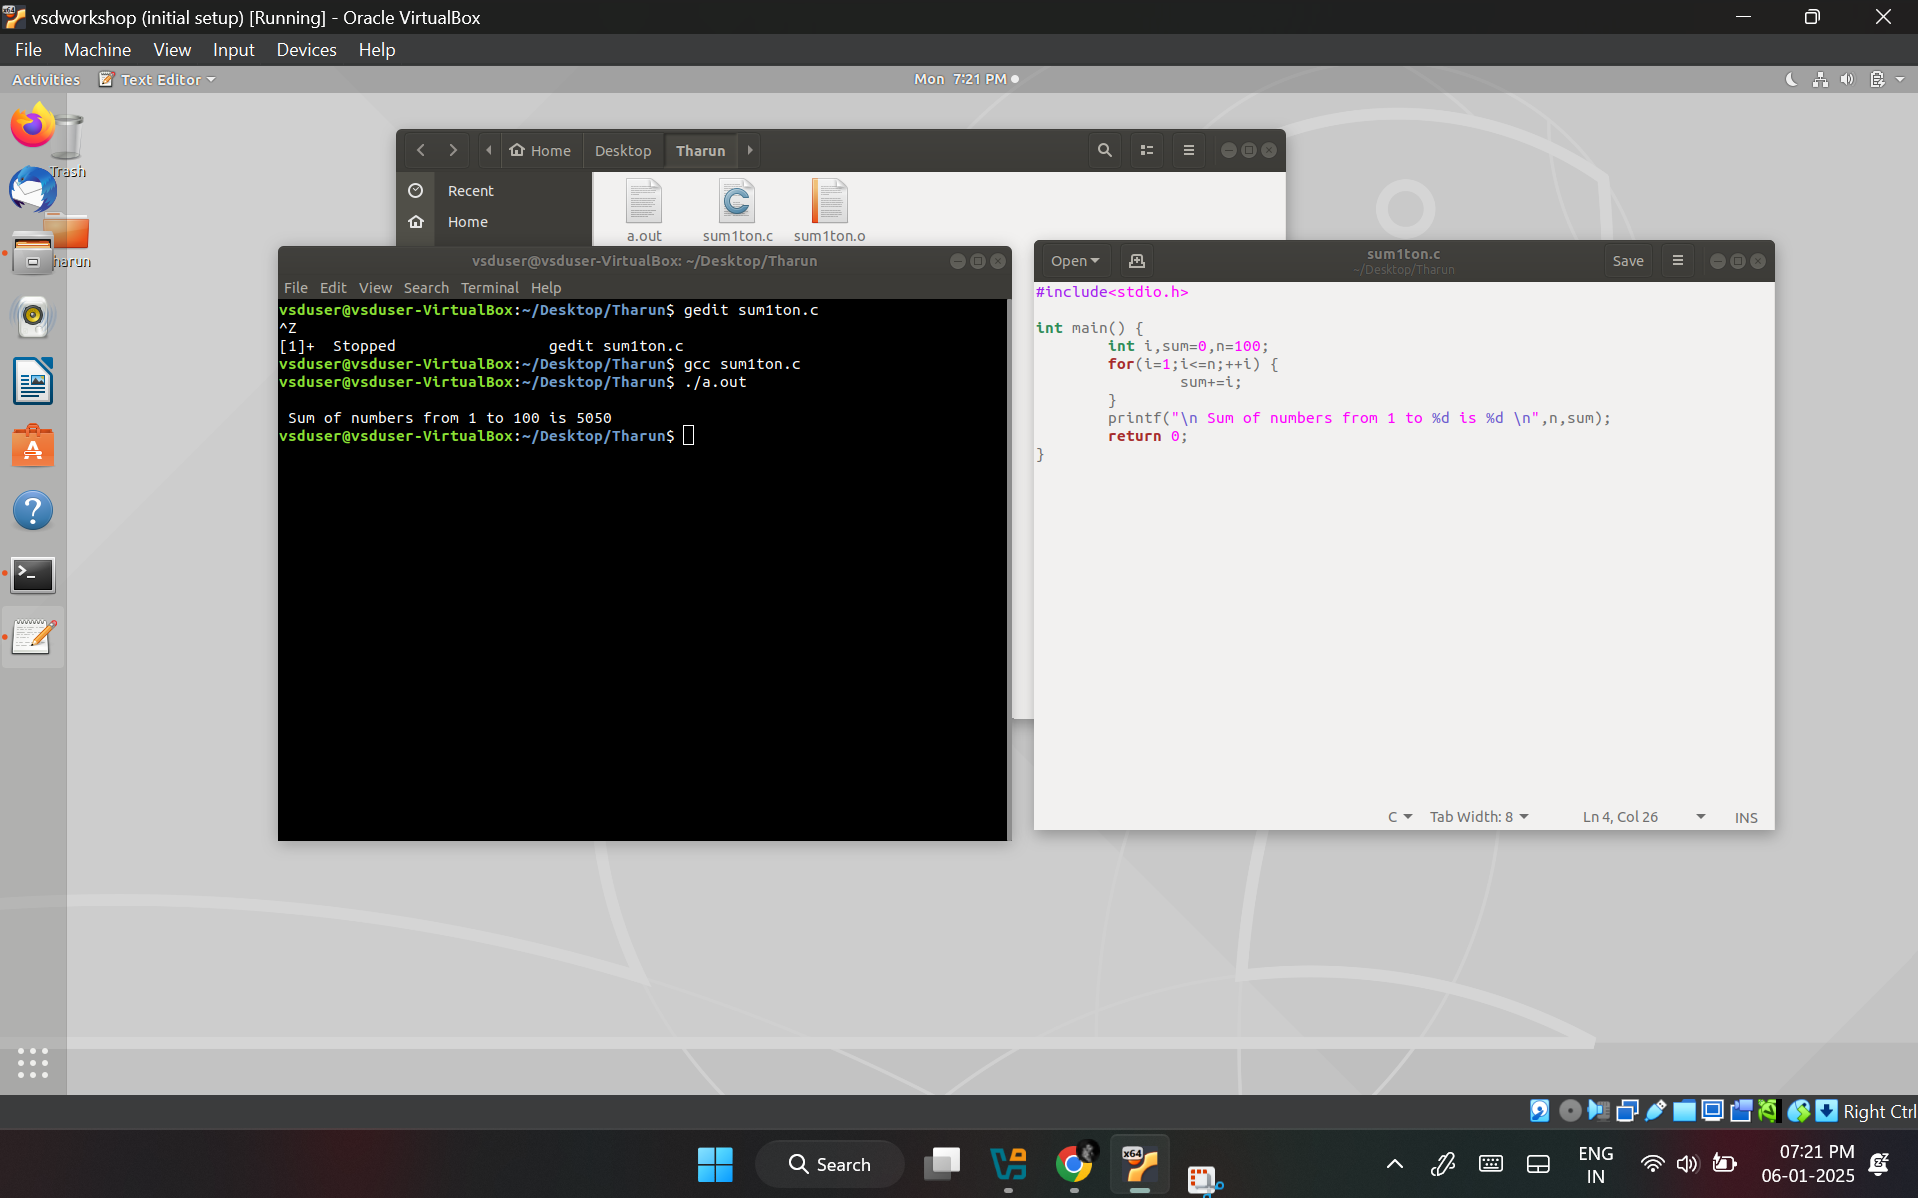 vsdworkshop (initial setup) [Running] - Oracle VirtualBox
File Machine View Input Devices Help
Activities Text Editor Mon 7:21 PM
Trash
harun
Home Desktop Tharun
Recent
Home
a.out sum1ton.c sum1ton.o
vsduser@vsduser-VirtualBox: ~/Desktop/Tharun
File Edit View Search Terminal Help
vsduser@vsduser-VirtualBox:~/Desktop/Tharun$ gedit sum1ton.c
^Z
[1]+  Stopped                 gedit sum1ton.c
vsduser@vsduser-VirtualBox:~/Desktop/Tharun$ gcc sum1ton.c
vsduser@vsduser-VirtualBox:~/Desktop/Tharun$ ./a.out
 Sum of numbers from 1 to 100 is 5050
vsduser@vsduser-VirtualBox:~/Desktop/Tharun$
Open sum1ton.c Save
~/Desktop/Tharun
#include<stdio.h>
int main() {
        int i,sum=0,n=100;
        for(i=1;i<=n;++i) {
                sum+=i;
        }
        printf("\n Sum of numbers from 1 to %d is %d \n",n,sum);
        return 0;
}
C Tab Width: 8 Ln 4, Col 26 INS
Right Ctrl
x64
Search
ENG
IN
07:21 PM
06-01-2025